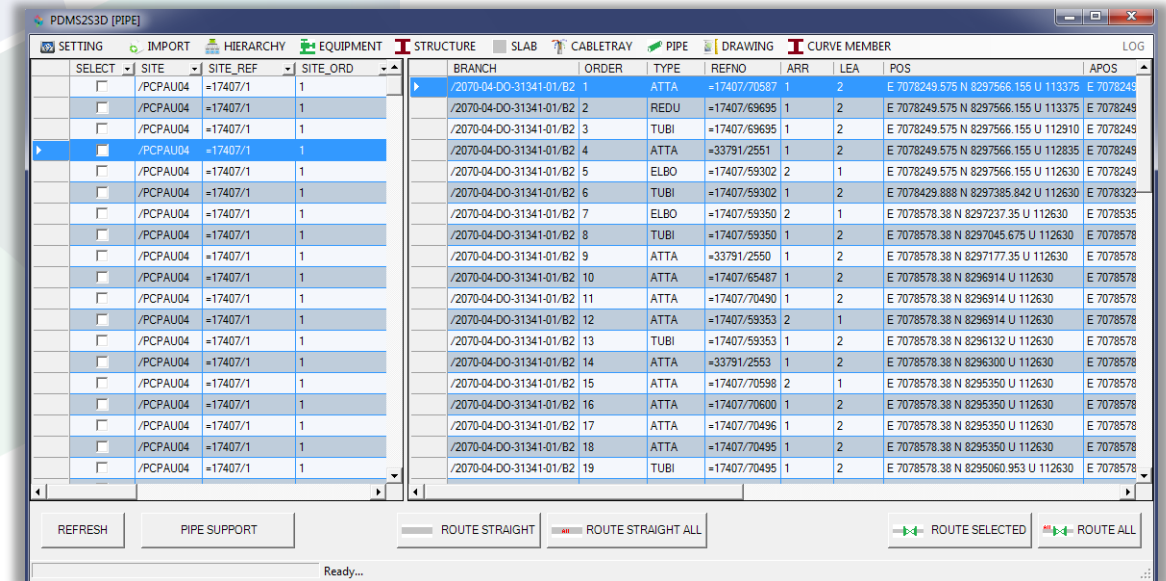 PDMS2S3D [PIPE]
SETTING IMPORT HIERARCHY EQUIPMENT STRUCTURE SLAB CABLETRAY PIPE DRAWING CURVE MEMBER LOG
SELECT SITE SITE_REF SITE_ORD BRANCH ORDER TYPE REFNO ARR LEA POS APOS
/PCPAU04 =17407/1 1 /2070-04-DO-31341-01/B2 1 ATTA =17407/70587 1 2 E 7078249.575 N 8297566.155 U 113375 E 7078249
/PCPAU04 =17407/1 1 /2070-04-DO-31341-01/B2 2 REDU =17407/69695 1 2 E 7078249.575 N 8297566.155 U 113375 E 7078249
/PCPAU04 =17407/1 1 /2070-04-DO-31341-01/B2 3 TUBI =17407/69695 1 2 E 7078249.575 N 8297566.155 U 112910 E 7078249
/PCPAU04 =17407/1 1 /2070-04-DO-31341-01/B2 4 ATTA =33791/2551 1 2 E 7078249.575 N 8297566.155 U 112835 E 7078249
/PCPAU04 =17407/1 1 /2070-04-DO-31341-01/B2 5 ELBO =17407/59302 2 1 E 7078249.575 N 8297566.155 U 112630 E 7078249
/PCPAU04 =17407/1 1 /2070-04-DO-31341-01/B2 6 TUBI =17407/59302 1 2 E 7078429.888 N 8297385.842 U 112630 E 7078323
/PCPAU04 =17407/1 1 /2070-04-DO-31341-01/B2 7 ELBO =17407/59350 2 1 E 7078578.38 N 8297237.35 U 112630 E 7078535
/PCPAU04 =17407/1 1 /2070-04-DO-31341-01/B2 8 TUBI =17407/59350 1 2 E 7078578.38 N 8297045.675 U 112630 E 7078578
/PCPAU04 =17407/1 1 /2070-04-DO-31341-01/B2 9 ATTA =33791/2550 1 2 E 7078578.38 N 8297177.35 U 112630 E 7078578
/PCPAU04 =17407/1 1 /2070-04-DO-31341-01/B2 10 ATTA =17407/65487 1 2 E 7078578.38 N 8296914 U 112630 E 7078578
/PCPAU04 =17407/1 1 /2070-04-DO-31341-01/B2 11 ATTA =17407/70490 1 2 E 7078578.38 N 8296914 U 112630 E 7078578
/PCPAU04 =17407/1 1 /2070-04-DO-31341-01/B2 12 ATTA =17407/59353 2 1 E 7078578.38 N 8296914 U 112630 E 7078578
/PCPAU04 =17407/1 1 /2070-04-DO-31341-01/B2 13 TUBI =17407/59353 1 2 E 7078578.38 N 8296132 U 112630 E 7078578
/PCPAU04 =17407/1 1 /2070-04-DO-31341-01/B2 14 ATTA =33791/2553 1 2 E 7078578.38 N 8296300 U 112630 E 7078578
/PCPAU04 =17407/1 1 /2070-04-DO-31341-01/B2 15 ATTA =17407/70598 2 1 E 7078578.38 N 8295350 U 112630 E 7078578
/PCPAU04 =17407/1 1 /2070-04-DO-31341-01/B2 16 ATTA =17407/70600 1 2 E 7078578.38 N 8295350 U 112630 E 7078578
/PCPAU04 =17407/1 1 /2070-04-DO-31341-01/B2 17 ATTA =17407/70496 1 2 E 7078578.38 N 8295350 U 112630 E 7078578
/PCPAU04 =17407/1 1 /2070-04-DO-31341-01/B2 18 ATTA =17407/70495 1 2 E 7078578.38 N 8295350 U 112630 E 7078578
/PCPAU04 =17407/1 1 /2070-04-DO-31341-01/B2 19 TUBI =17407/70495 1 2 E 7078578.38 N 8295060.953 U 112630 E 7078578
REFRESH PIPE SUPPORT ROUTE STRAIGHT All ROUTE STRAIGHT ALL ROUTE SELECTED All ROUTE ALL
Ready...